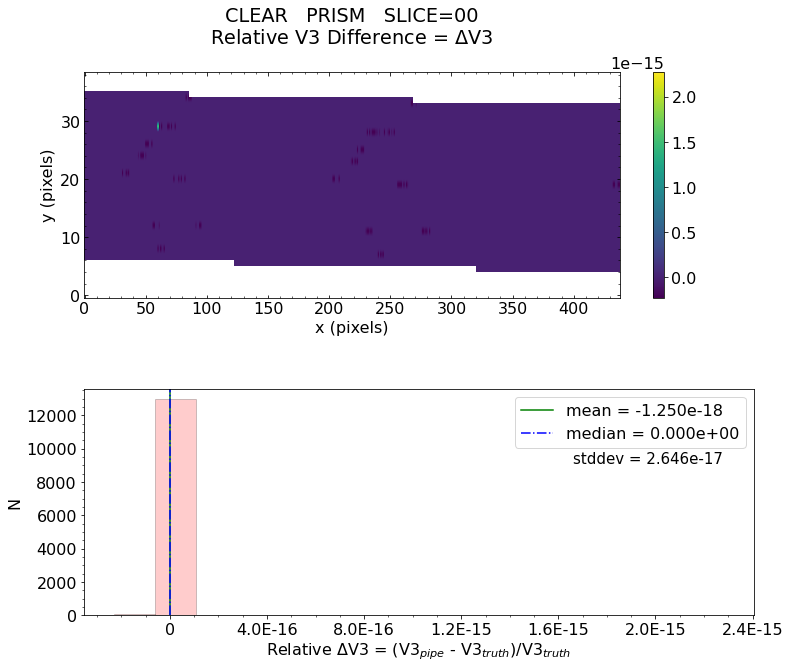 CLEAR PRISM SLICE=00
Relative V3 Difference = ΔV3
1e−15
2.0
1.5
1.0
0.5
0.0
y (pixels)
30
20
10
0
0 50 100 150 200 250 300 350 400
x (pixels)
mean = -1.250e-18
median = 0.000e+00
stddev = 2.646e-17
N
12000
10000
8000
6000
4000
2000
0
0 4.0E-16 8.0E-16 1.2E-15 1.6E-15 2.0E-15 2.4E-15
Relative ΔV3 = (V3pipe - V3truth)/V3truth